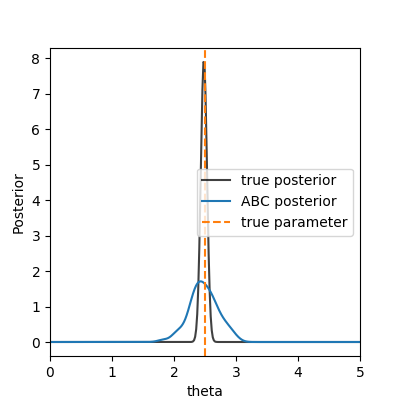 8
7
6
5
4
3
2
1
0
Posterior
true posterior
ABC posterior
true parameter
0 1 2 3 4 5
theta